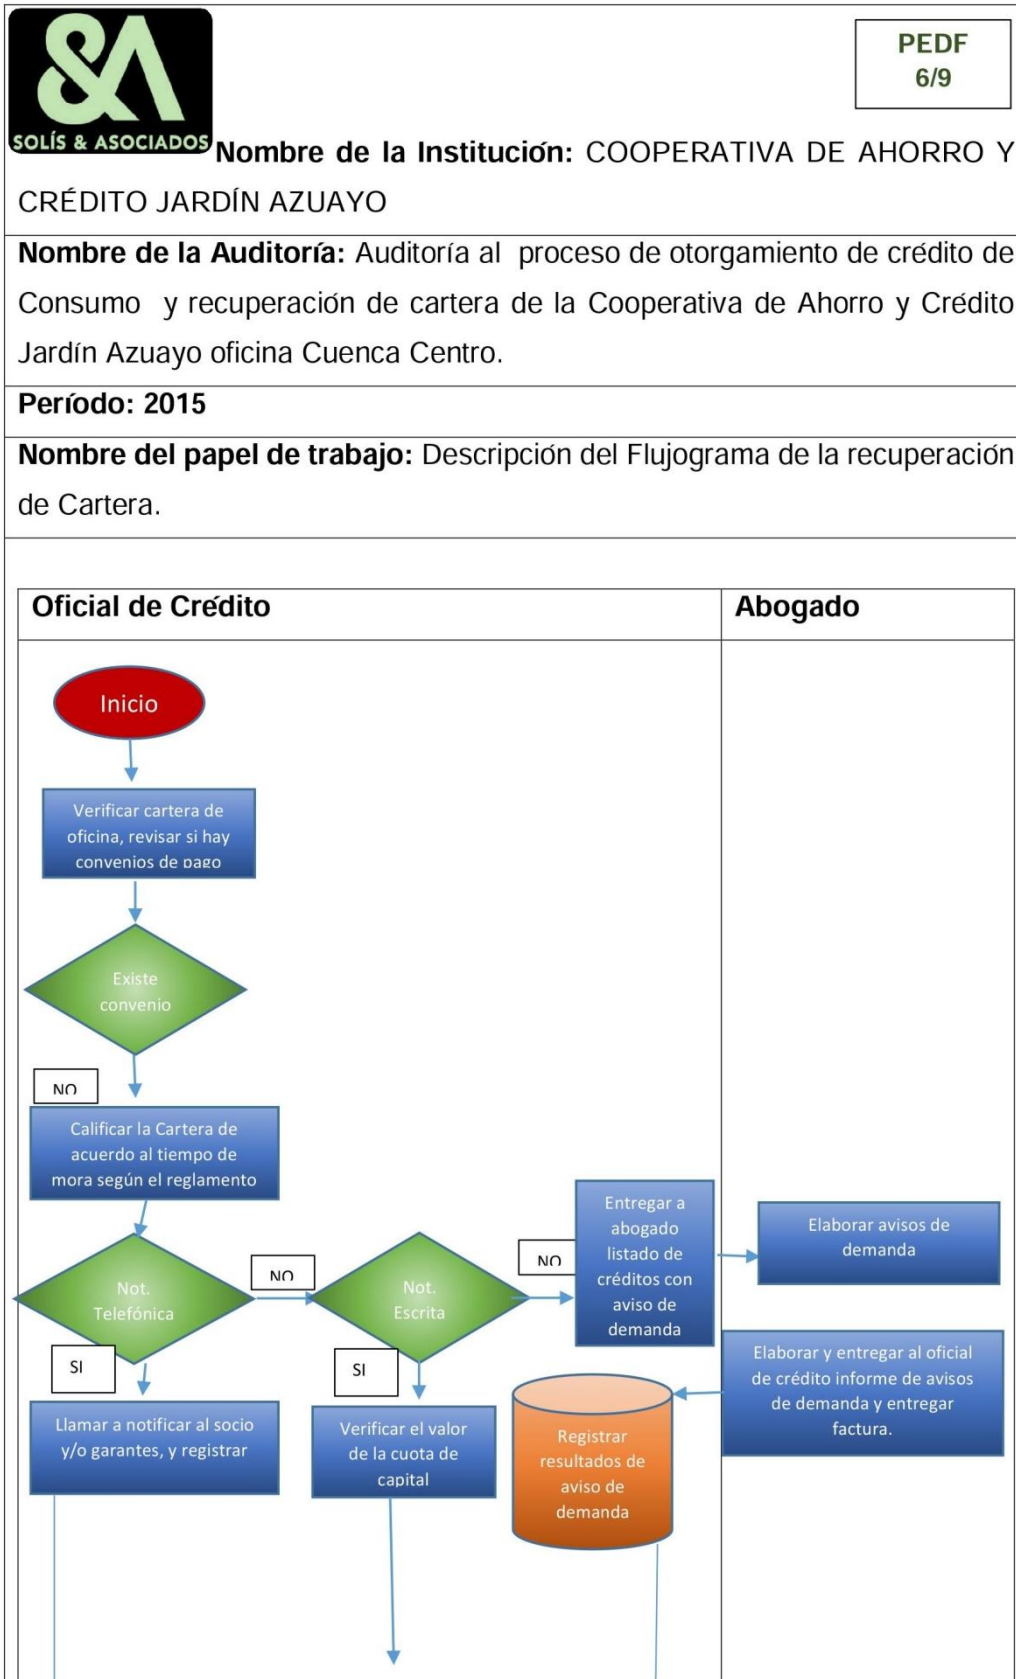 &A
SOLÍS & ASOCIADOS
PEDF
6/9
Nombre de la Institución: COOPERATIVA DE AHORRO Y
CRÉDITO JARDÍN AZUAYO
Nombre de la Auditoría: Auditoría al proceso de otorgamiento de crédito de
Consumo y recuperación de cartera de la Cooperativa de Ahorro y Crédito
Jardín Azuayo oficina Cuenca Centro.
Período: 2015
Nombre del papel de trabajo: Descripción del Flujograma de la recuperación
de Cartera.
Oficial de Crédito
Abogado
Inicio
Verificar cartera de
oficina, revisar si hay
convenios de pago
Existe
convenio
NO
Calificar la Cartera de
acuerdo al tiempo de
mora según el reglamento
Not.
Telefónica
NO
Not.
Escrita
NO
Entregar a
abogado
listado de
créditos con
aviso de
demanda
Elaborar avisos de
demanda
SI
Llamar a notificar al socio
y/o garantes, y registrar
SI
Verificar el valor
de la cuota de
capital
Registrar
resultados de
aviso de
demanda
Elaborar y entregar al oficial
de crédito informe de avisos
de demanda y entregar
factura.